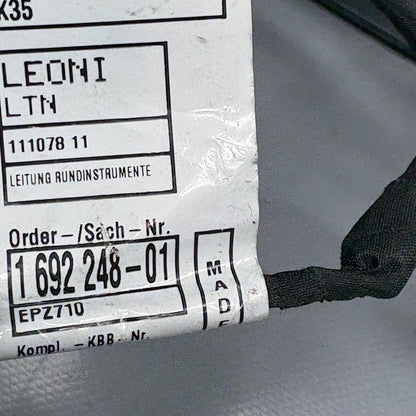 K35
LEONI
LTN
111078 11
LEITUNG RUNDINSTRUMENTE
Order-/Sach-Nr.
1 692 248-01
EPZ710
MADE
Kompl. -KBB- Nr.